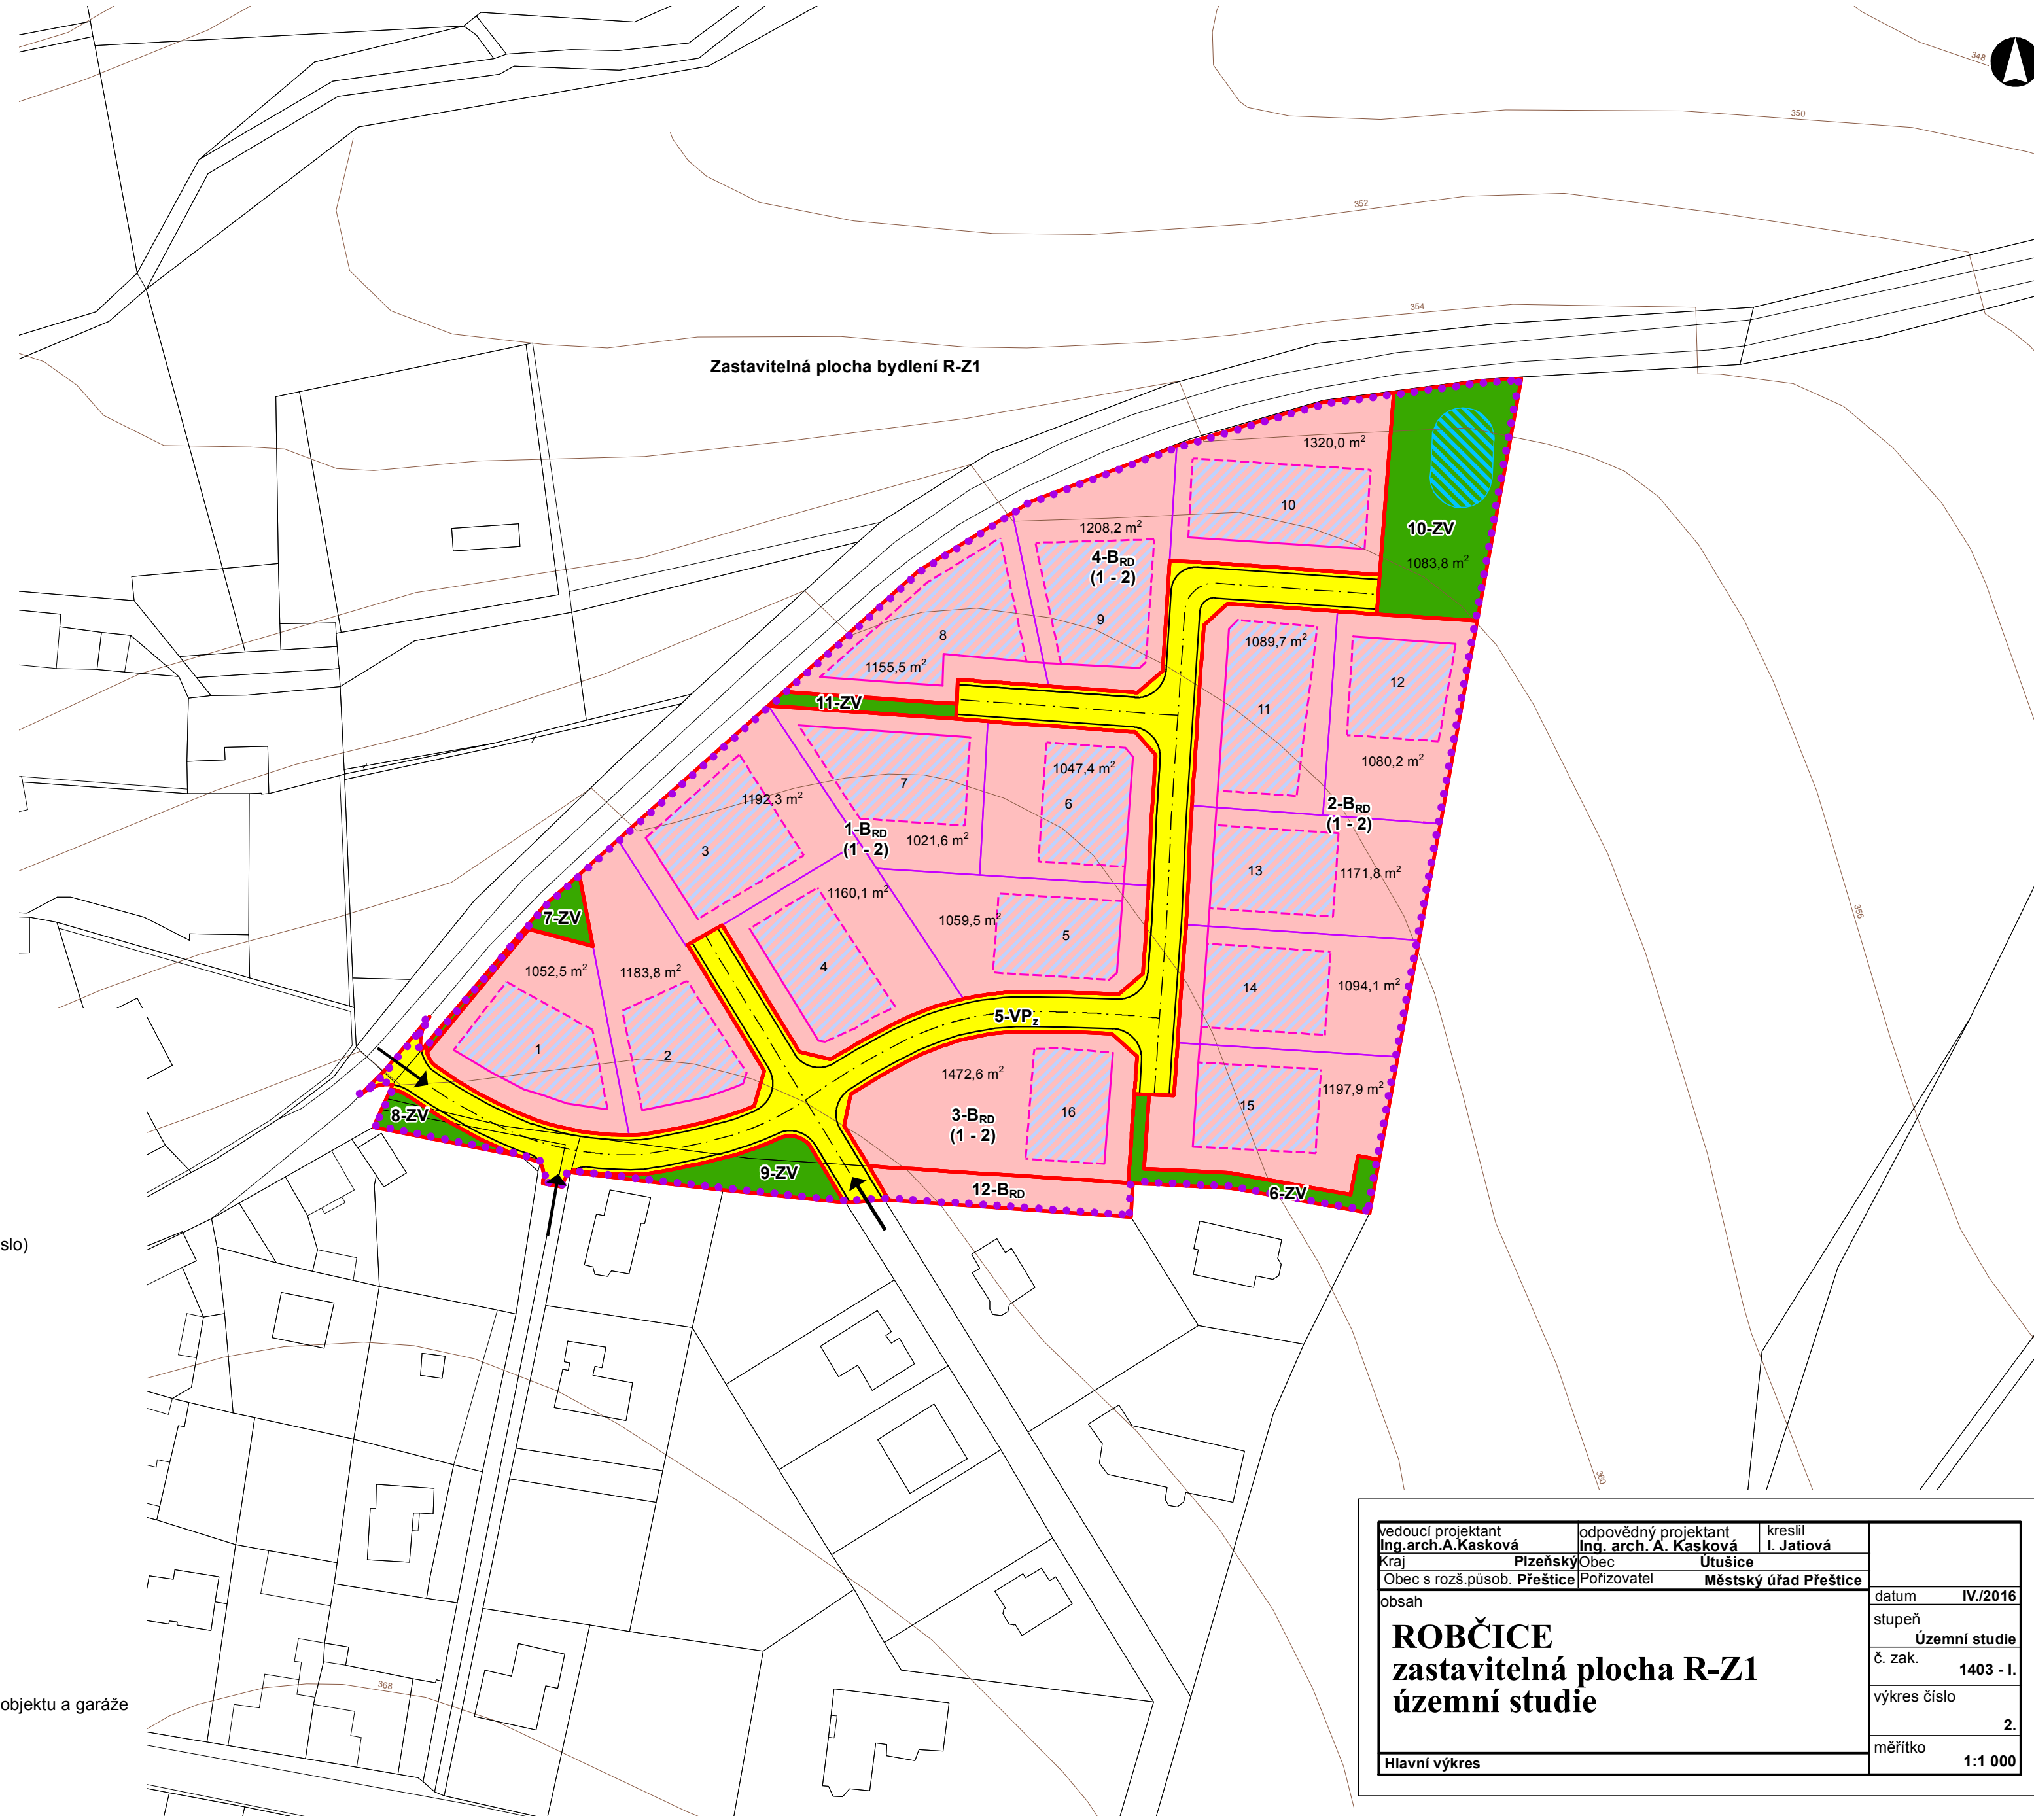 348
350
352
354
Zastavitelná plocha bydlení R-Z1
1320,0 m²
10
10-ZV
1083,8 m²
1208,2 m²
4-B RD
(1 - 2)
9
8
1155,5 m²
1089,7 m²
11
12
1080,2 m²
11-ZV
7
1047,4 m²
6
1192,3 m²
3
1-B RD
(1 - 2)
1021,6 m²
2-B RD
(1 - 2)
1160,1 m²
13
1171,8 m²
7-ZV
1059,5 m²
5
356
1052,5 m²
1183,8 m²
4
14
1094,1 m²
5-VP z
1
2
1472,6 m²
16
15
1197,9 m²
8-ZV
3-B RD
(1 - 2)
9-ZV
12-B RD
6-ZV
slo)
360
368
objektu a garáže
vedoucí projektant
Ing.arch.A.Kasková
odpovědný projektant
Ing. arch. A. Kasková
kreslil
I. Jatiová
Kraj Plzeňský
Obec Útušice
Obec s rozš.působ. Přeštice
Pořizovatel Městský úřad Přeštice
obsah
ROBČICE
zastavitelná plocha R-Z1
územní studie
Hlavní výkres
datum IV./2016
stupeň
Územní studie
č. zak.
1403 - I.
výkres číslo
2.
měřítko
1:1 000